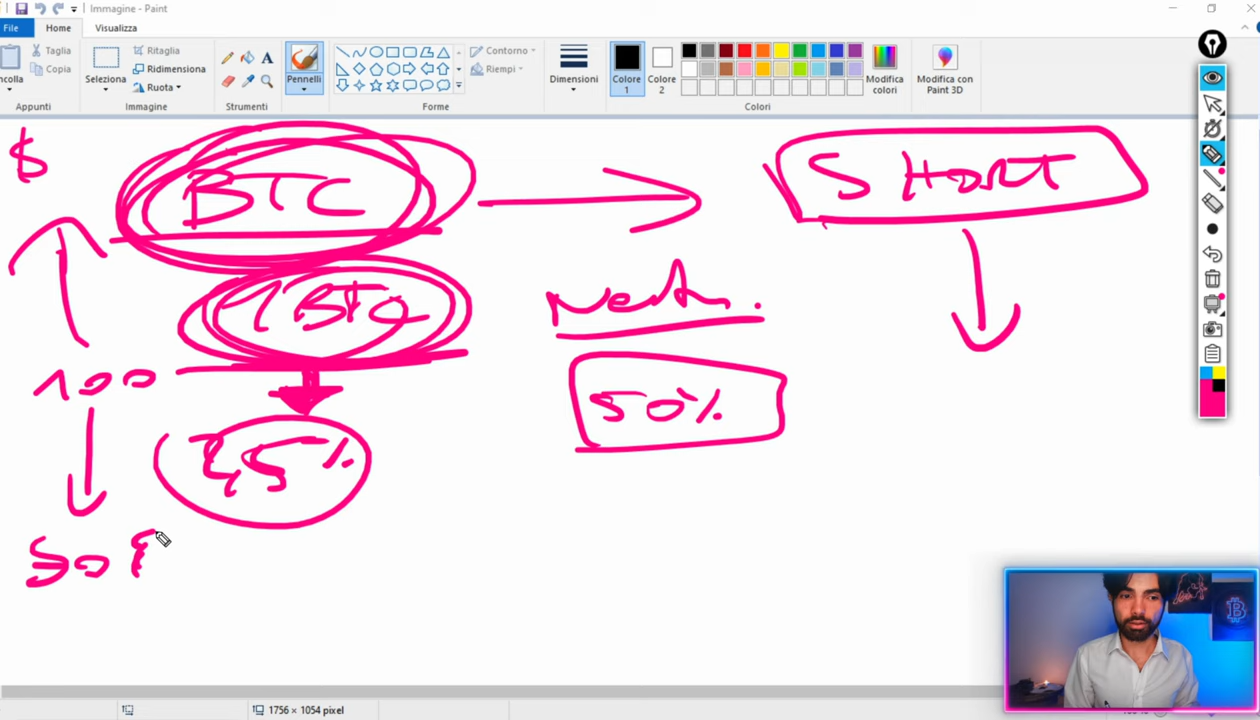 Immagine - Paint
File Home Visualizza
Taglia
Copia
ncolla
Appunti
Seleziona
Ritaglia
Ridimensiona
Ruota
Immagine
A
Strumenti
Pennelli
Contorno
Riempi
Forme
Dimensioni
Colore
1
Colore
2
Modifica
colori
Colori
Modifica con
Paint 3D
$
BTC
SHORT
1 BTC
100
50%
50
1756 × 1054 pixel